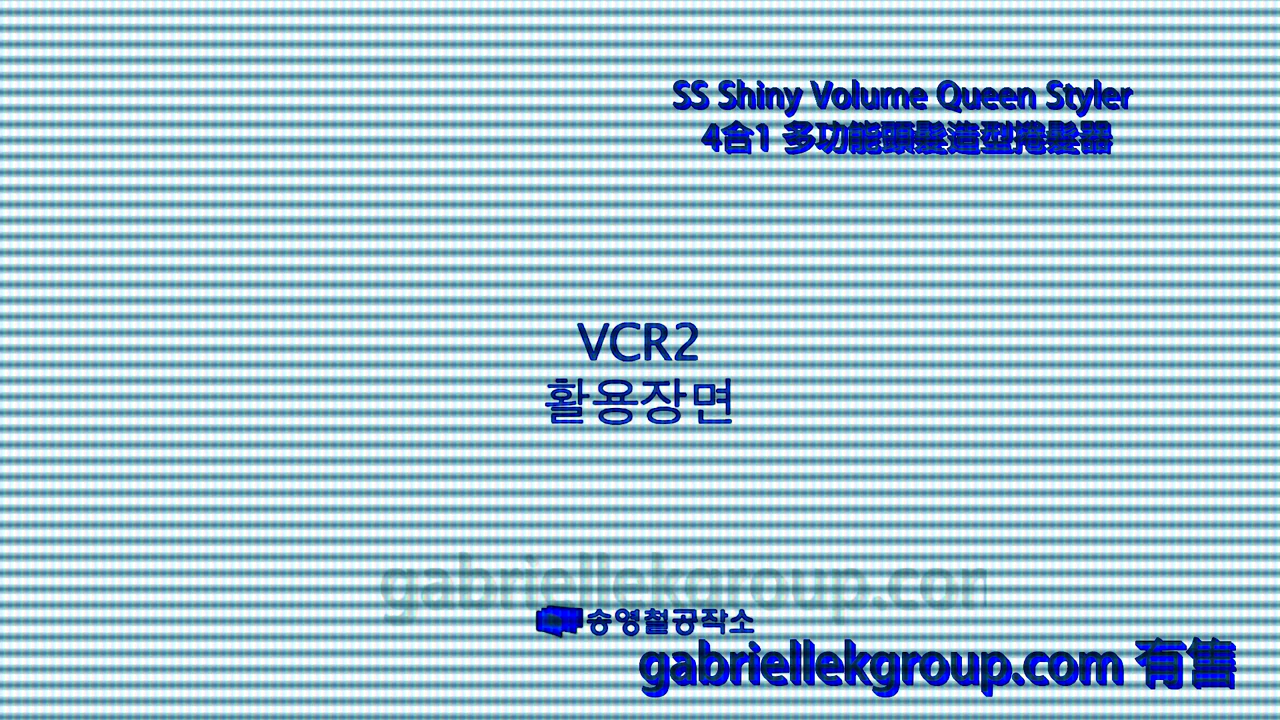 SS Shiny Volume Queen Styler
4合1 多功能頭髮造型捲髮器
VCR2
활용장면
gabriellekgroup.com
송영철공작소
gabriellekgroup.com 有售